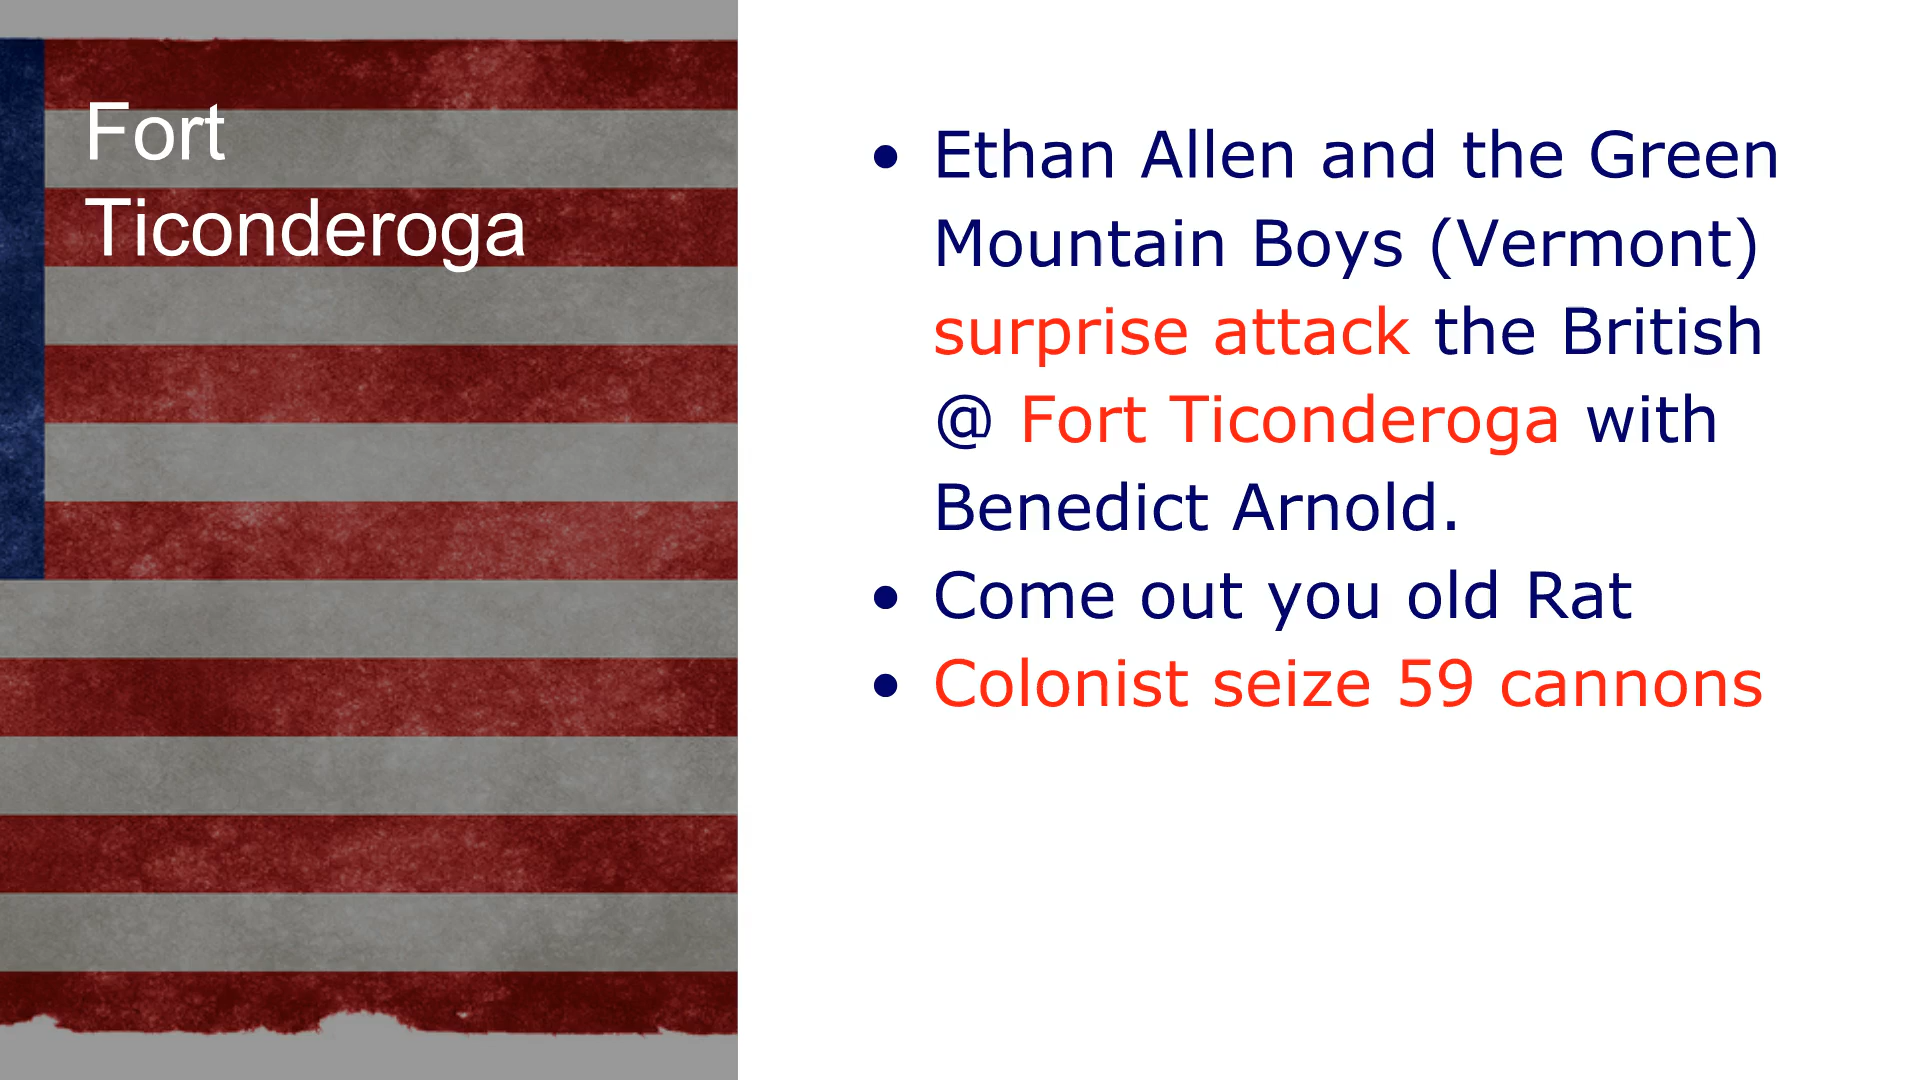 Fort
Ticonderoga
• Ethan Allen and the Green
Mountain Boys (Vermont)
surprise attack the British
@ Fort Ticonderoga with
Benedict Arnold.
• Come out you old Rat
• Colonist seize 59 cannons